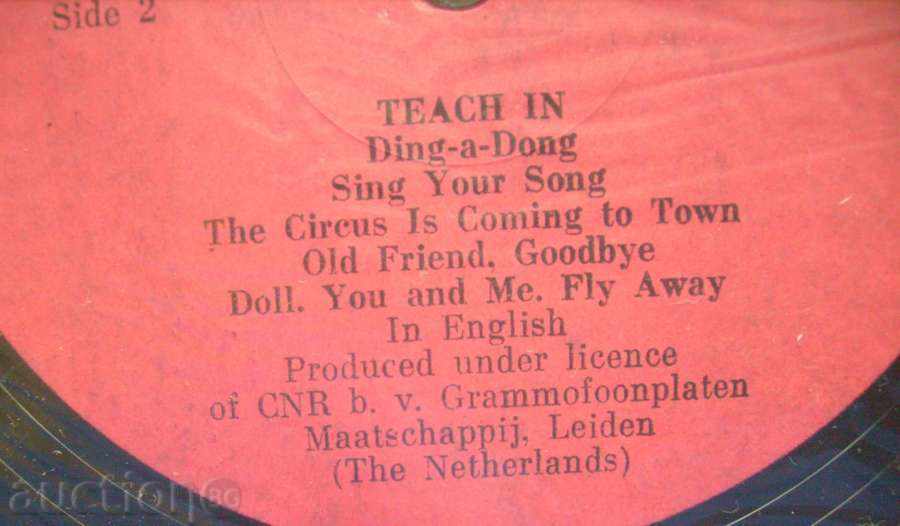 Side 2
TEACH IN
Ding-a-Dong
Sing Your Song
The Circus Is Coming to Town
Old Friend. Goodbye
Doll. You and Me. Fly Away
In English
Produced under licence
of CNR b. v. Grammofoonplaten
Maatschappij, Leiden
(The Netherlands)
auction BG